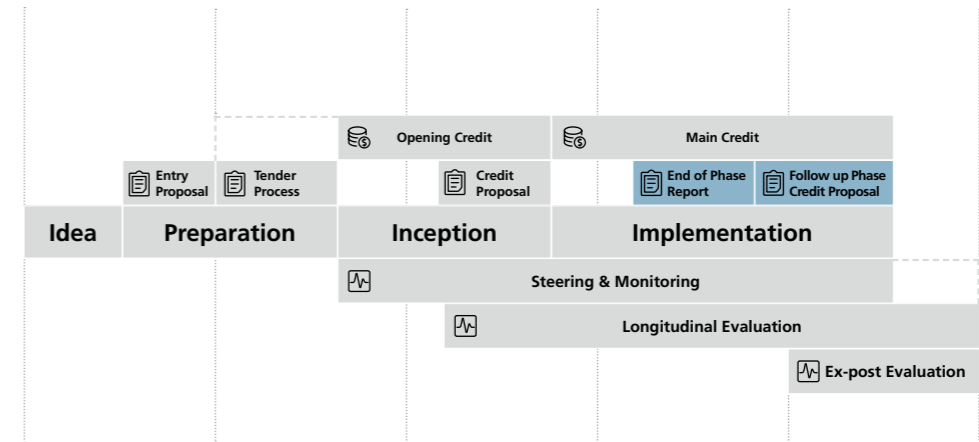 Opening Credit
Main Credit
Entry
Proposal
Tender
Process
Credit
Proposal
End of Phase
Report
Follow up Phase
Credit Proposal
Idea
Preparation
Inception
Implementation
Steering & Monitoring
Longitudinal Evaluation
Ex-post Evaluation